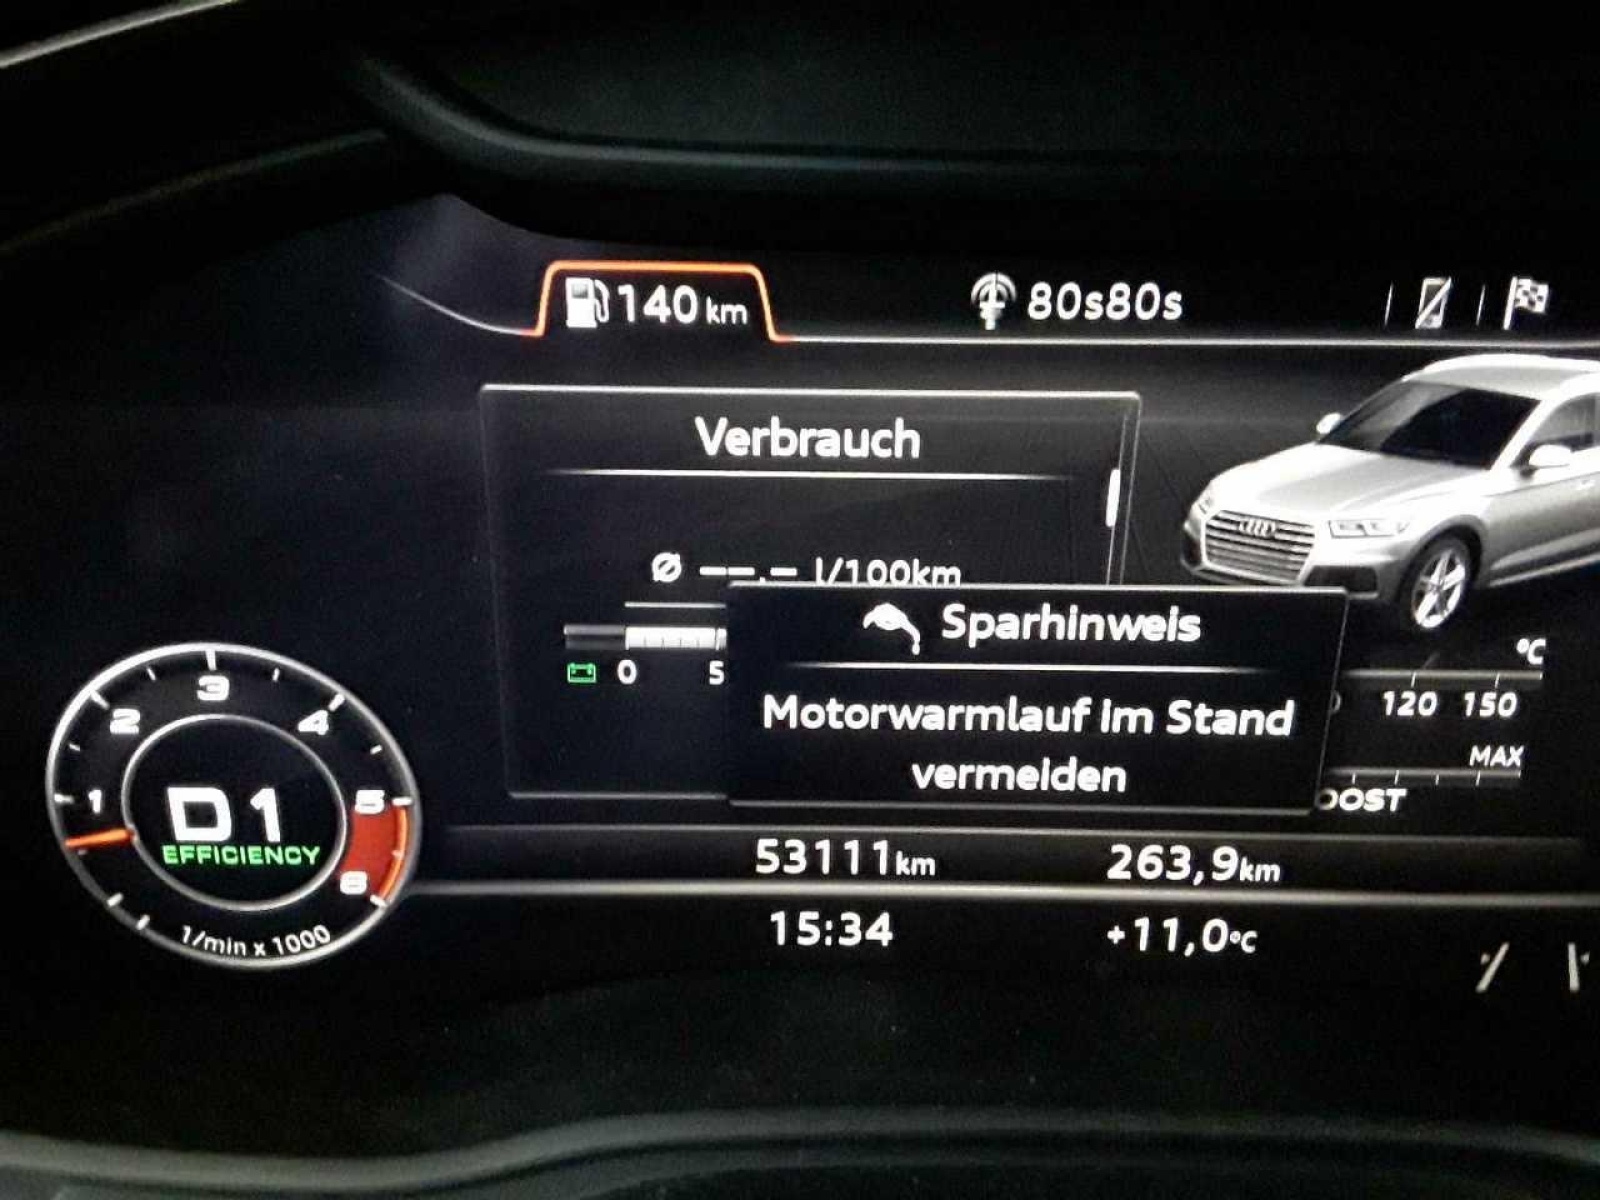 140 km
80s80s
Verbrauch
Ø --.- l/100km
0 5
Sparhinweis
Motorwarmlauf im Stand
vermeiden
°C
120 150
MAX
OOST
1 2 3 4 5 6
D1
EFFICIENCY
1/min x 1000
53111 km
263,9 km
15:34
+11,0 °C